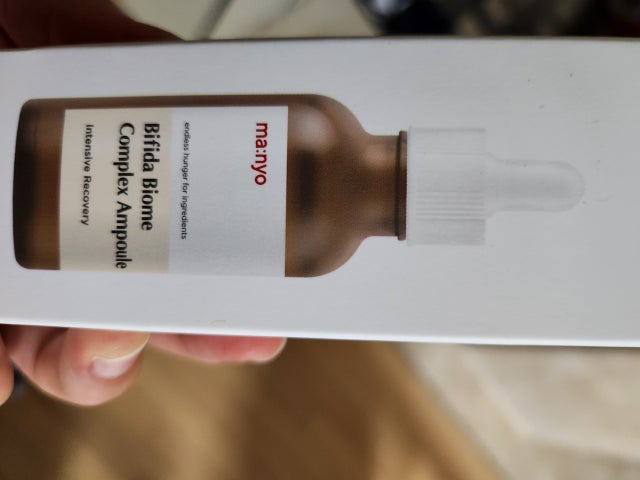 ma:nyo
endless hunger for ingredients
Bifida Biome
Complex Ampoule
Intensive Recovery